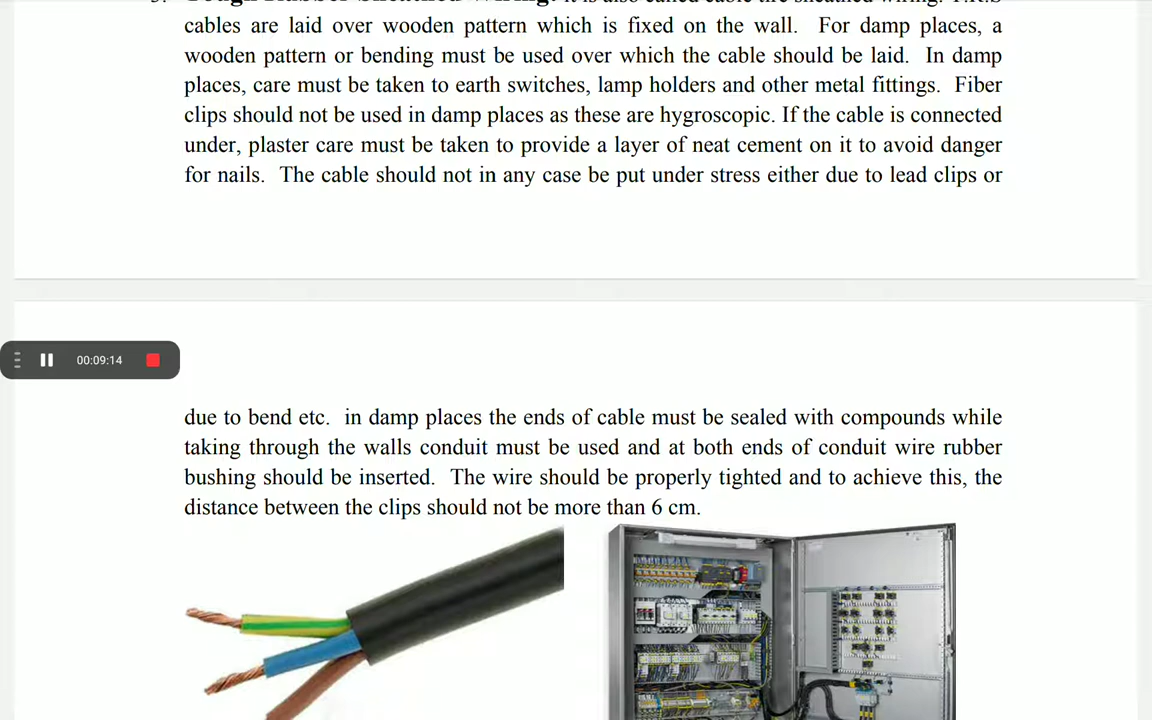 cables are laid over wooden pattern which is fixed on the wall. For damp places, a
wooden pattern or bending must be used over which the cable should be laid. In damp
places, care must be taken to earth switches, lamp holders and other metal fittings. Fiber
clips should not be used in damp places as these are hygroscopic. If the cable is connected
under, plaster care must be taken to provide a layer of neat cement on it to avoid danger
for nails. The cable should not in any case be put under stress either due to lead clips or
00:09:14
due to bend etc. in damp places the ends of cable must be sealed with compounds while
taking through the walls conduit must be used and at both ends of conduit wire rubber
bushing should be inserted. The wire should be properly tighted and to achieve this, the
distance between the clips should not be more than 6 cm.